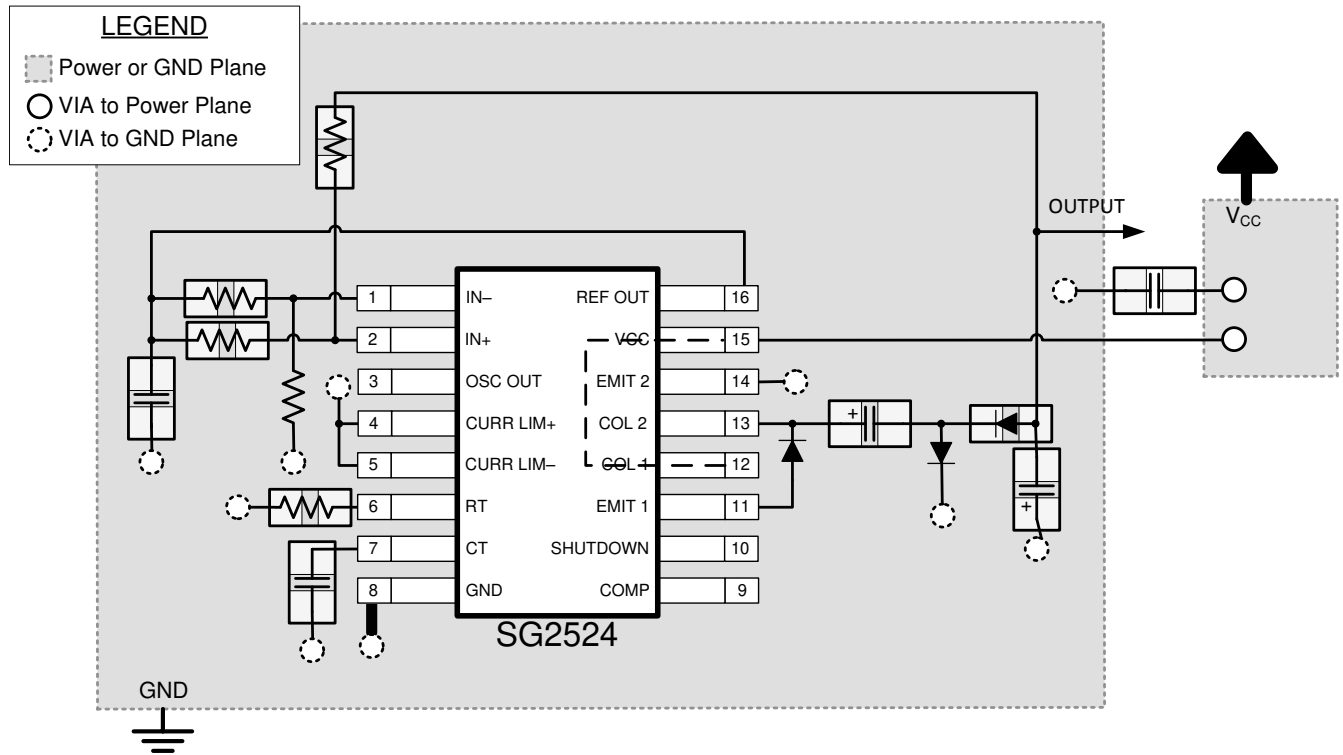 LEGEND
Power or GND Plane
VIA to Power Plane
VIA to GND Plane
OUTPUT
VCC
1 IN– REF OUT 16
2 IN+ VCC 15
3 OSC OUT EMIT 2 14
4 CURR LIM+ COL 2 13
5 CURR LIM– COL 1 12
6 RT EMIT 1 11
7 CT SHUTDOWN 10
8 GND COMP 9
+
+
SG2524
GND